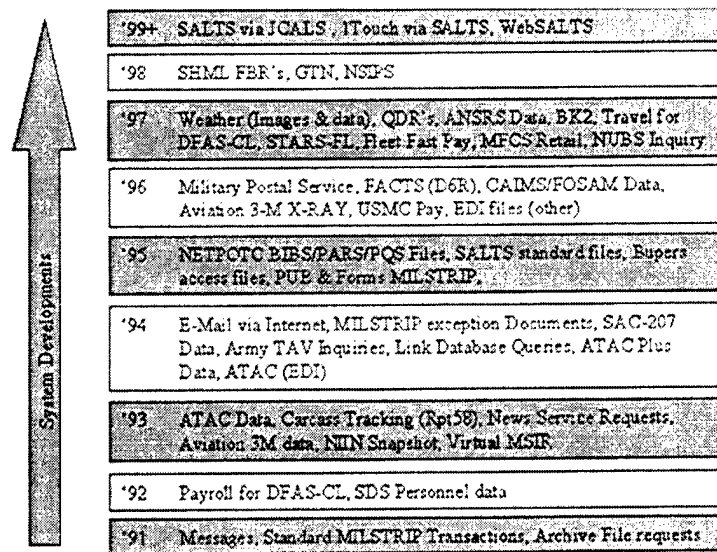 '99+ SALTS via JCALS , ITouch via SALTS, WebSALTS
'98 SHML FBR's, GTN, NSIPS
'97 Weather (Images & data), QDR's, ANSRS Data, BK2, Travel for
DFAS-CL, STARS-FL, Fleet Fast Pay, MFCS Retail, NUBS Inquiry
'96 Military Postal Service, FACTS (D6R), CAIMS/FOSAM Data,
Aviation 3-M X-RAY, USMC Pay, EDI files (other)
'95 NETPDTC BIBS/PARS/PQS Files, SALTS standard files, Bupers
access files, PUB & Forms MILSTRIP,
'94 E-Mail via Internet, MILSTRIP exception Documents, SAC-207
Data, Army TAV Inquiries, Link Database Queries, ATAC Plus
Data, ATAC (EDI)
'93 ATAC Data, Carcass Tracking (Rpt58), News Service Requests,
Aviation 3M data, NIIN Snapshot, Virtual MSIR
'92 Payroll for DFAS-CL, SDS Personnel data
'91 Messages, Standard MILSTRIP Transactions, Archive File requests
System Developments